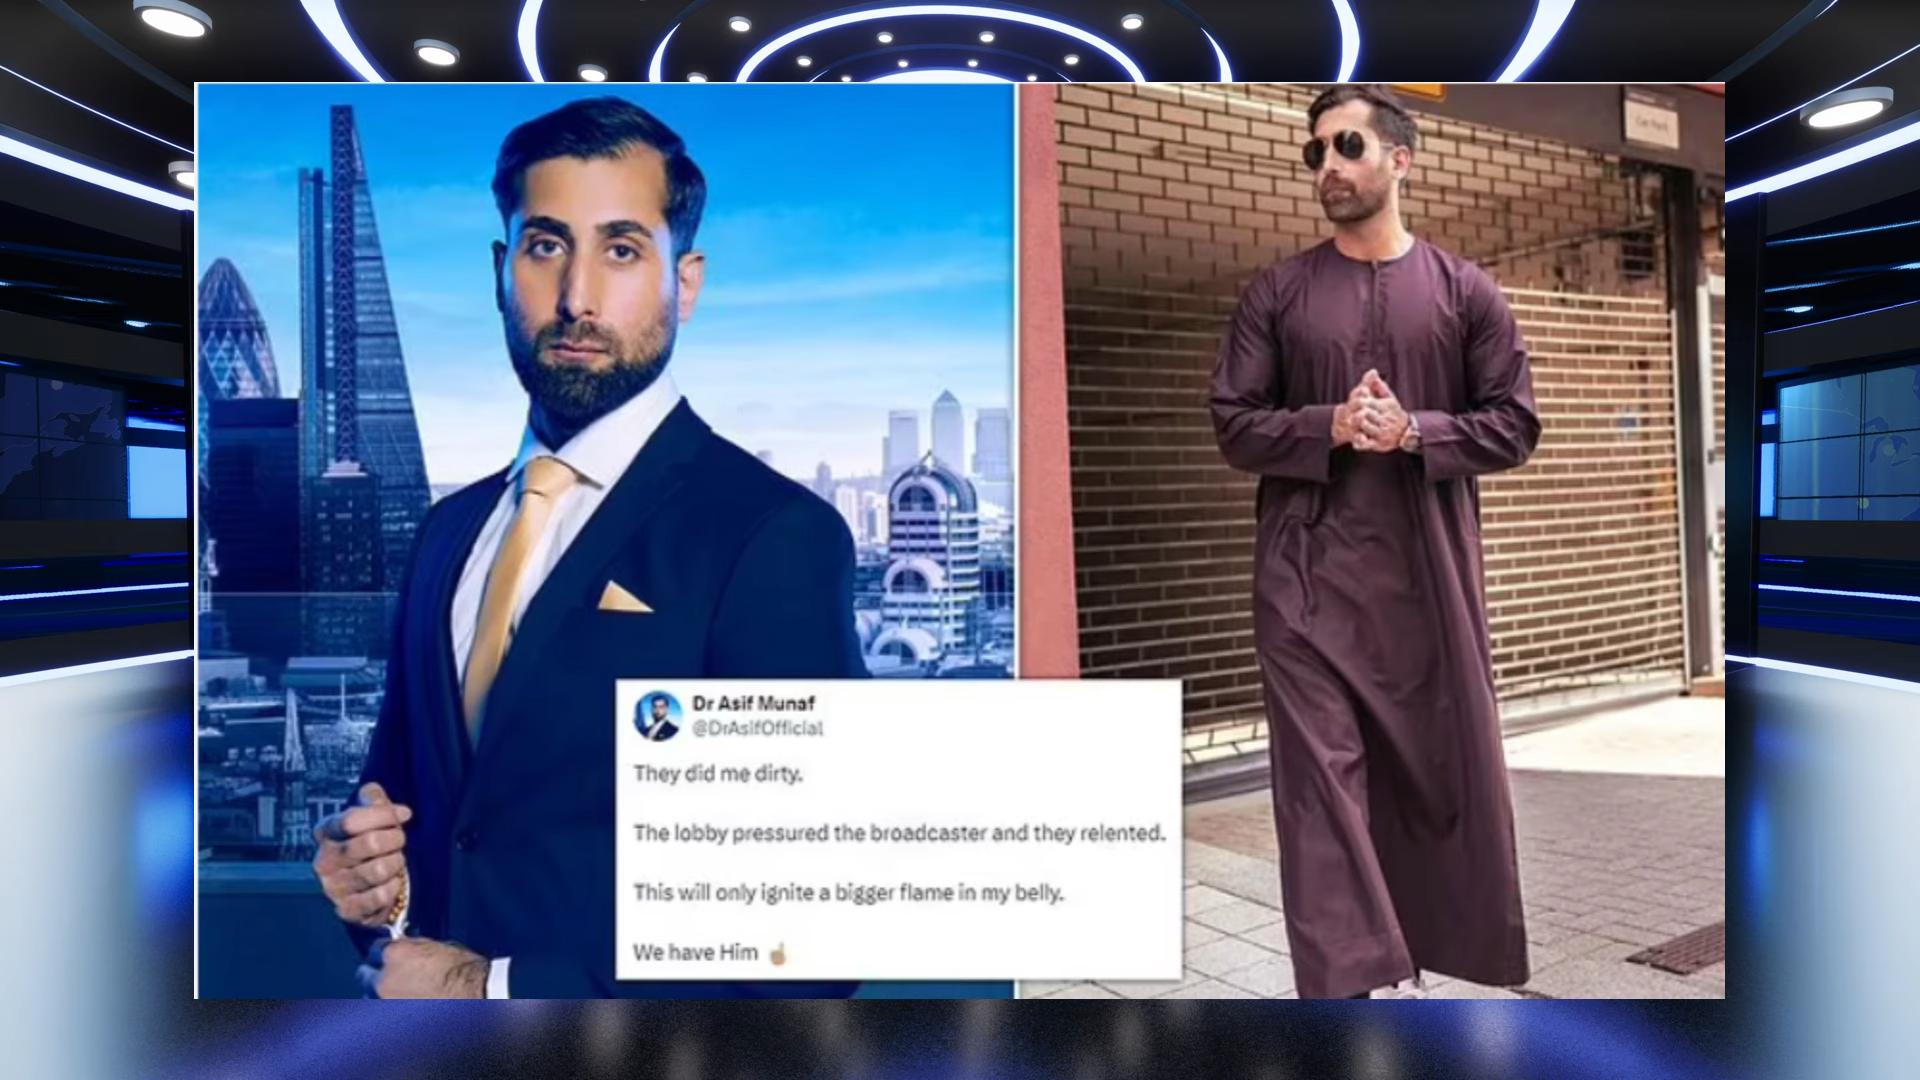 Dr Asif Munaf
@DrAsifOfficial
They did me dirty.
The lobby pressured the broadcaster and they relented.
This will only ignite a bigger flame in my belly.
We have Him ☝🏼